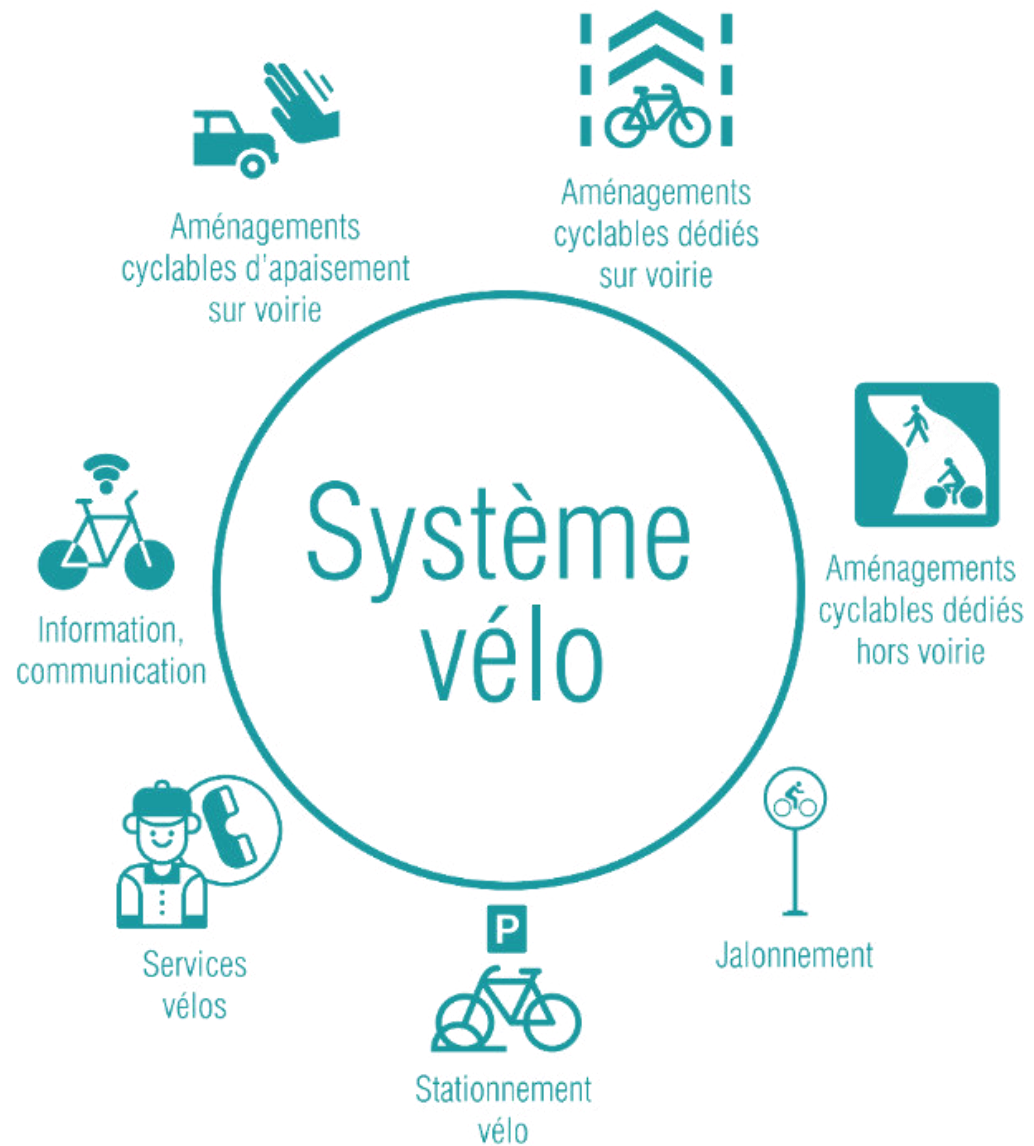 Aménagements
cyclables dédiés
sur voirie
Aménagements
cyclables d'apaisement
sur voirie
Système
vélo
Aménagements
cyclables dédiés
hors voirie
Information,
communication
P
Jalonnement
Services
vélos
Stationnement
vélo